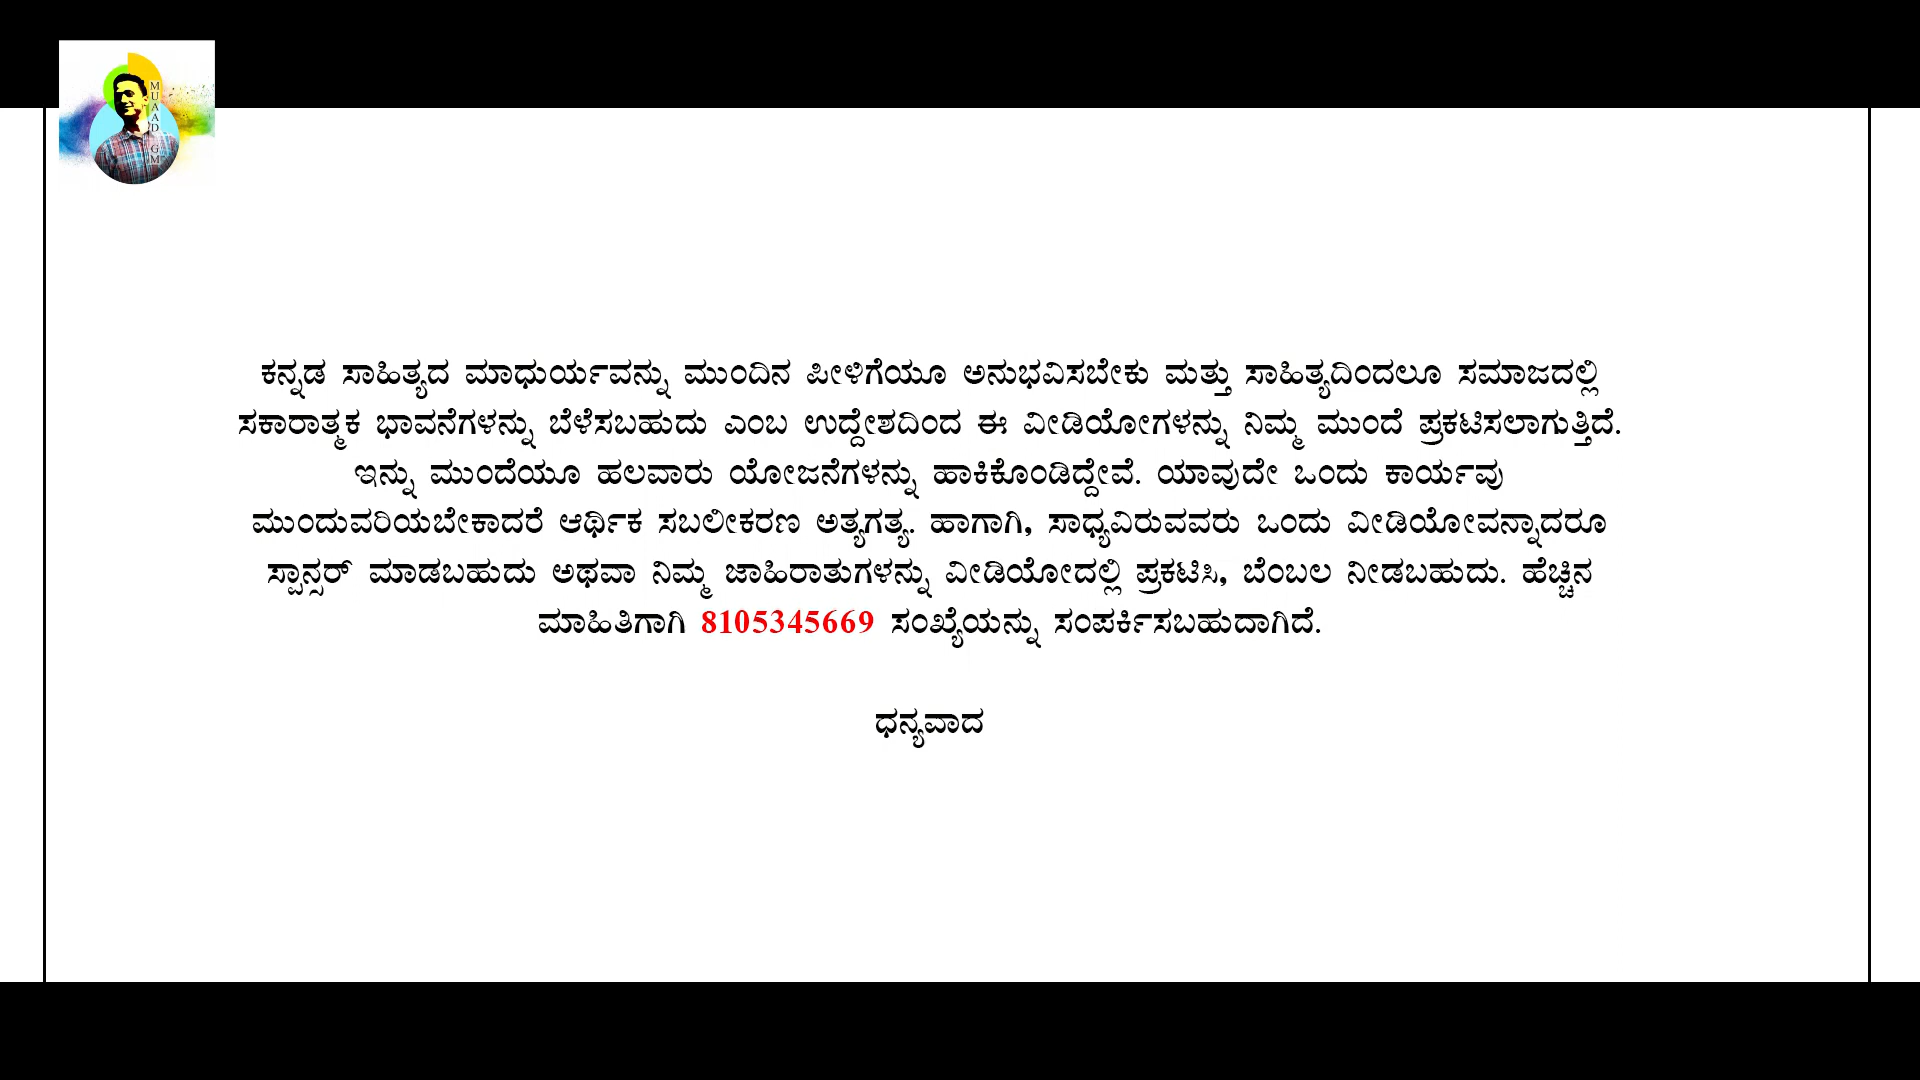 MUAAD GM
ಕನ್ನಡ ಸಾಹಿತ್ಯದ ಮಾಧುರ್ಯವನ್ನು ಮುಂದಿನ ಪೀಳಿಗೆಯೂ ಅನುಭವಿಸಬೇಕು ಮತ್ತು ಸಾಹಿತ್ಯದಿಂದಲೂ ಸಮಾಜದಲ್ಲಿ
ಸಕಾರಾತ್ಮಕ ಭಾವನೆಗಳನ್ನು ಬೆಳೆಸಬಹುದು ಎಂಬ ಉದ್ದೇಶದಿಂದ ಈ ವೀಡಿಯೋಗಳನ್ನು ನಿಮ್ಮ ಮುಂದೆ ಪ್ರಕಟಿಸಲಾಗುತ್ತಿದೆ.
ಇನ್ನು ಮುಂದೆಯೂ ಹಲವಾರು ಯೋಜನೆಗಳನ್ನು ಹಾಕಿಕೊಂಡಿದ್ದೇವೆ. ಯಾವುದೇ ಒಂದು ಕಾರ್ಯವು
ಮುಂದುವರಿಯಬೇಕಾದರೆ ಆರ್ಥಿಕ ಸಬಲೀಕರಣ ಅತ್ಯಗತ್ಯ. ಹಾಗಾಗಿ, ಸಾಧ್ಯವಿರುವವರು ಒಂದು ವೀಡಿಯೋವನ್ನಾದರೂ
ಸ್ಪಾನ್ಸರ್ ಮಾಡಬಹುದು ಅಥವಾ ನಿಮ್ಮ ಜಾಹಿರಾತುಗಳನ್ನು ವೀಡಿಯೋದಲ್ಲಿ ಪ್ರಕಟಿಸಿ, ಬೆಂಬಲ ನೀಡಬಹುದು. ಹೆಚ್ಚಿನ
ಮಾಹಿತಿಗಾಗಿ 8105345669 ಸಂಖ್ಯೆಯನ್ನು ಸಂಪರ್ಕಿಸಬಹುದಾಗಿದೆ.
ಧನ್ಯವಾದ